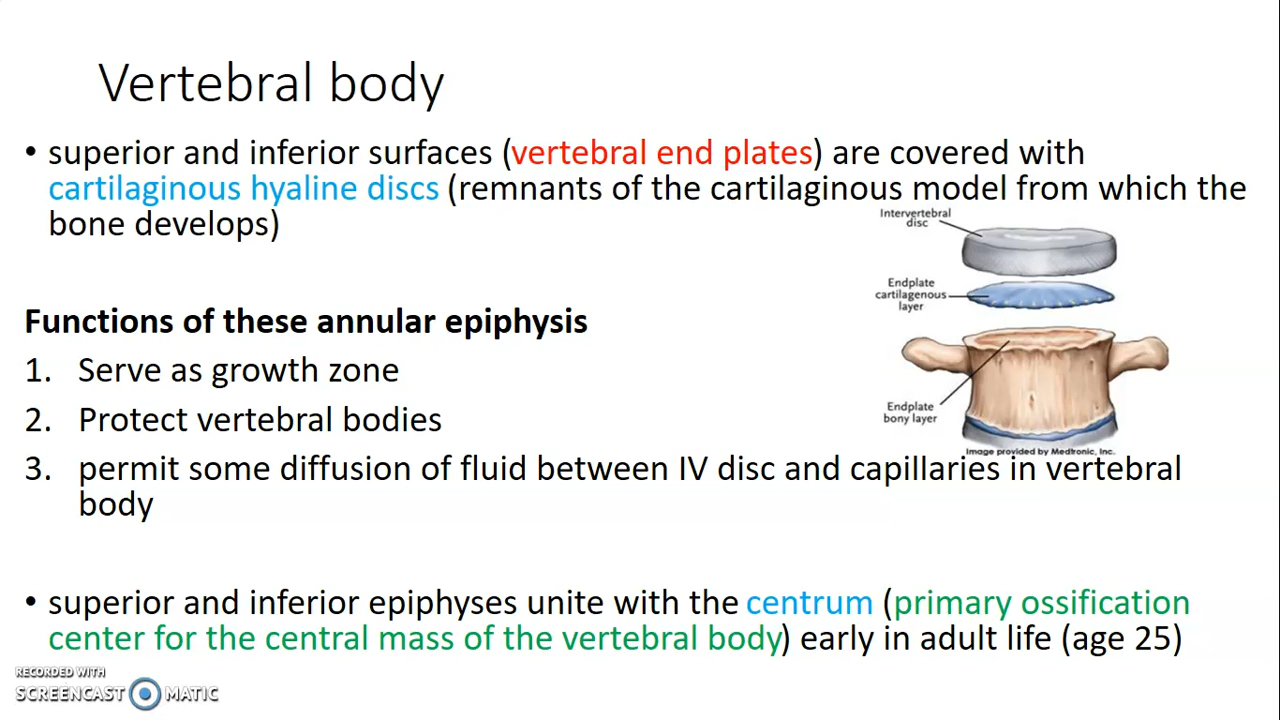 Vertebral body
• superior and inferior surfaces (vertebral end plates) are covered with
cartilaginous hyaline discs (remnants of the cartilaginous model from which the
bone develops)
Intervertebral
disc
Endplate
cartilagenous
layer
Endplate
bony layer
Image provided by Medtronic, Inc.
Functions of these annular epiphysis
1. Serve as growth zone
2. Protect vertebral bodies
3. permit some diffusion of fluid between IV disc and capillaries in vertebral
body
• superior and inferior epiphyses unite with the centrum (primary ossification
center for the central mass of the vertebral body) early in adult life (age 25)
RECORDED WITH
SCREENCAST MATIC